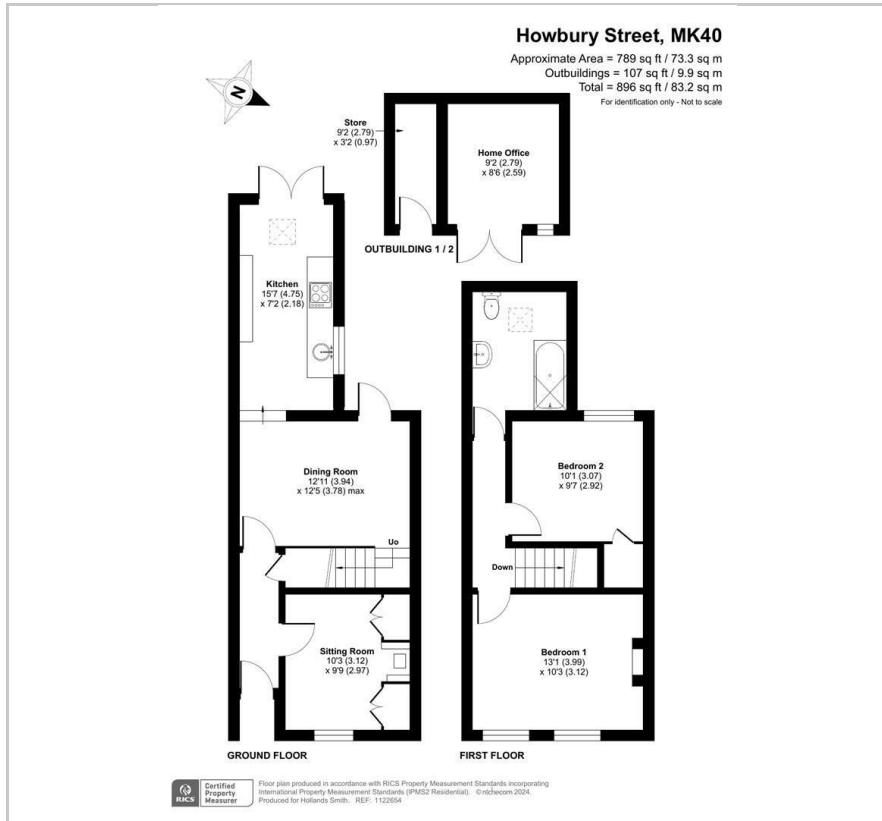 Howbury Street, MK40
Approximate Area = 789 sq ft / 73.3 sq m
Outbuildings = 107 sq ft / 9.9 sq m
Total = 896 sq ft / 83.2 sq m
For identification only - Not to scale
N
Store
9'2 (2.79)
x 3'2 (0.97)
Home Office
9'2 (2.79)
x 8'6 (2.59)
OUTBUILDING 1 / 2
Kitchen
15'7 (4.75)
x 7'2 (2.18)
Dining Room
12'11 (3.94)
x 12'5 (3.78) max
Uo
Sitting Room
10'3 (3.12)
x 9'9 (2.97)
GROUND FLOOR
Bedroom 2
10'1 (3.07)
x 9'7 (2.92)
Down
Bedroom 1
13'1 (3.99)
x 10'3 (3.12)
FIRST FLOOR
RICS
Certified
Property
Measurer
Floor plan produced in accordance with RICS Property Measurement Standards incorporating
International Property Measurement Standards (IPMS2 Residential). © ntchecom 2024.
Produced for Hollands Smith. REF: 1122654